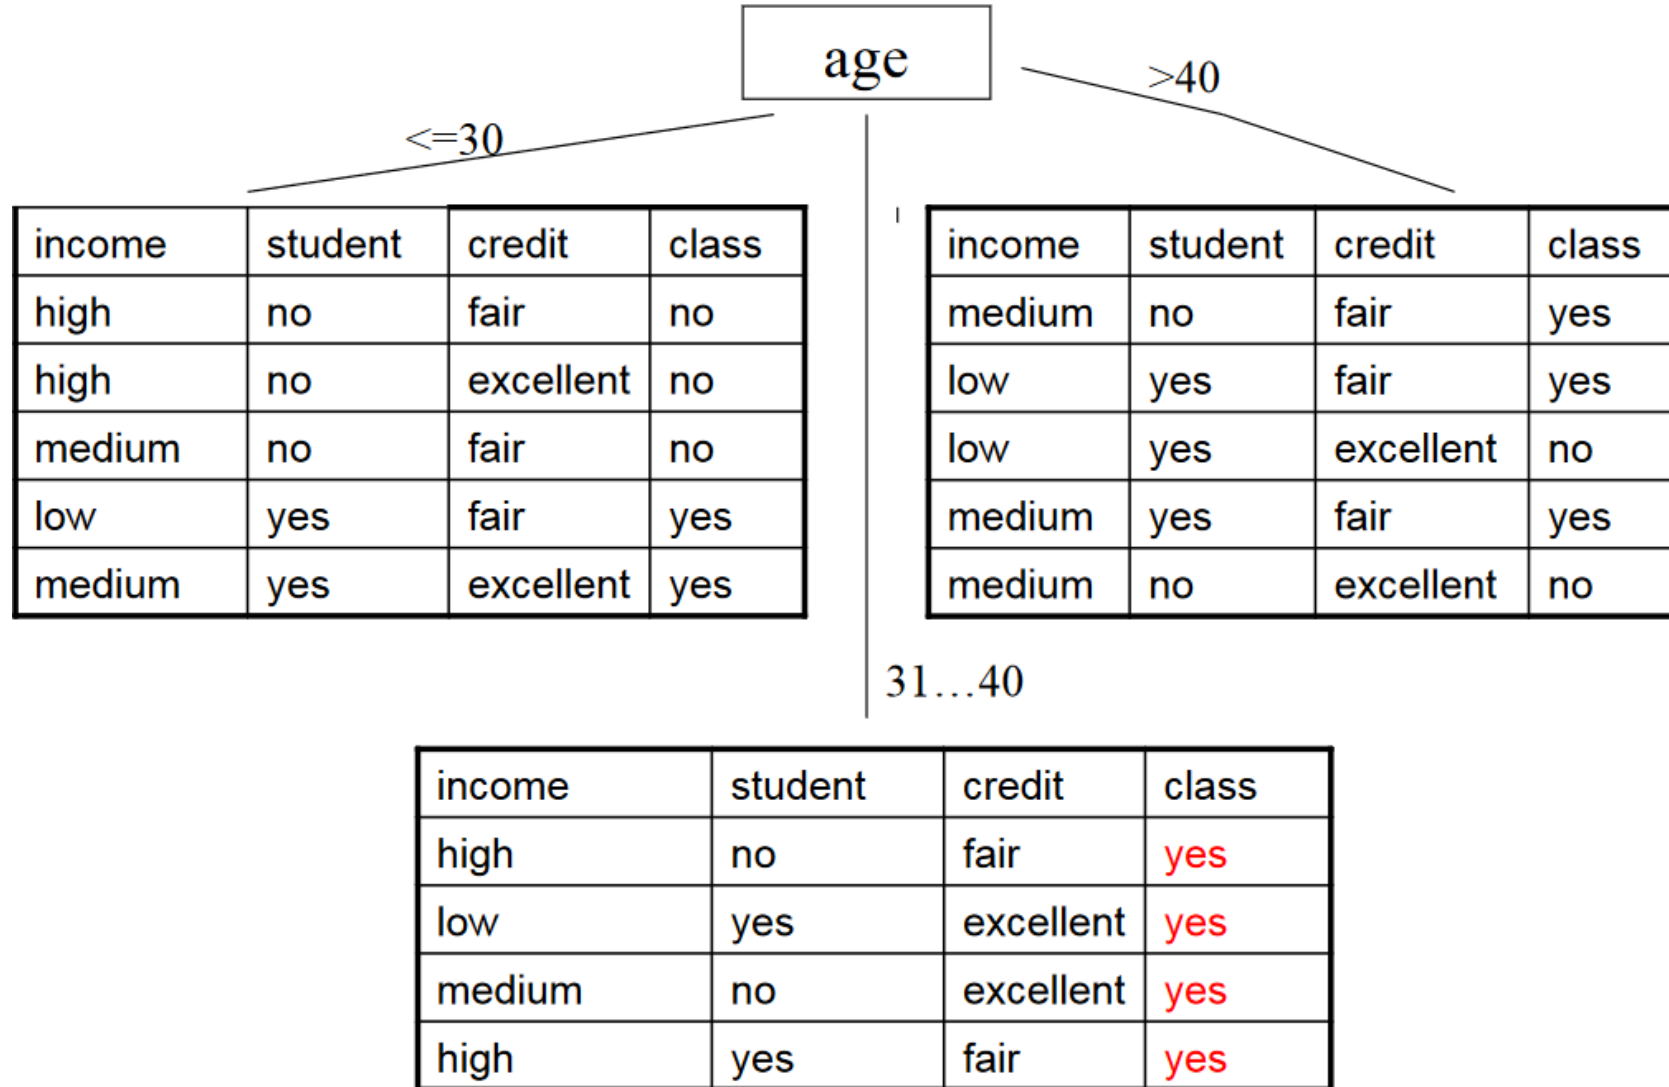 age
<=30
>40
income student credit class
high no fair no
high no excellent no
medium no fair no
low yes fair yes
medium yes excellent yes
income student credit class
medium no fair yes
low yes fair yes
low yes excellent no
medium yes fair yes
medium no excellent no
31...40
income student credit class
high no fair yes
low yes excellent yes
medium no excellent yes
high yes fair yes